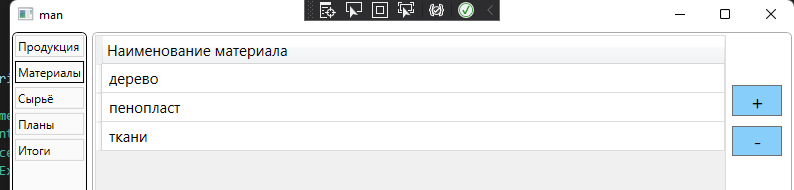 man
Продукция
Материалы
Сырьё
Планы
Итоги
Наименование материала
дерево
пенопласт
ткани
+
-